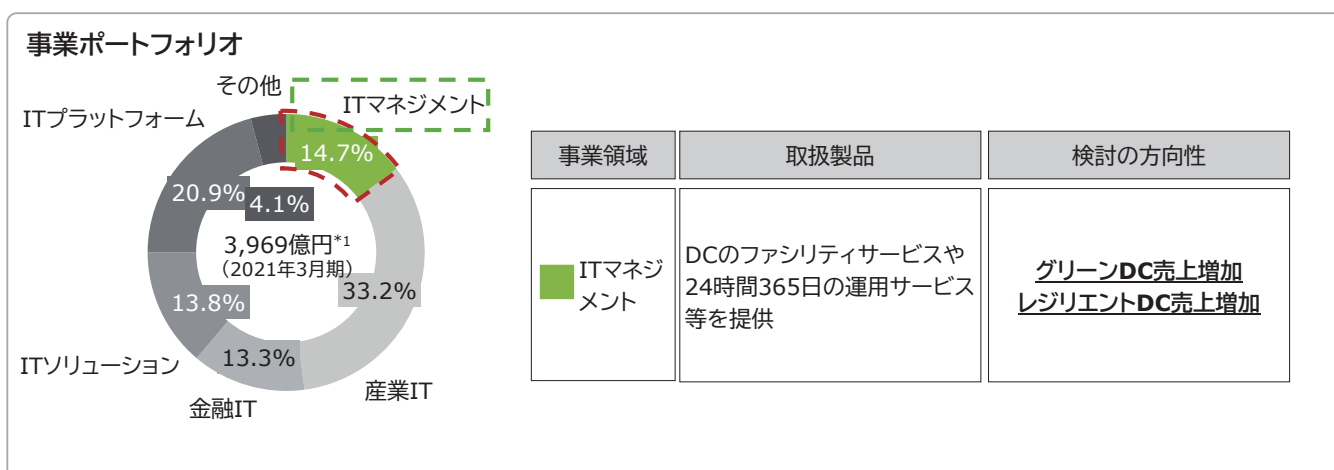 事業ポートフォリオ
その他
ITマネジメント
ITプラットフォーム
14.7%
20.9%
4.1%
3,969億円*1
（2021年3月期）
33.2%
13.8%
13.3%
ITソリューション
産業IT
金融IT
事業領域
取扱製品
検討の方向性
ITマネジ
メント
DCのファシリティサービスや
24時間365日の運用サービス
等を提供
グリーンDC売上増加
レジリエントDC売上増加